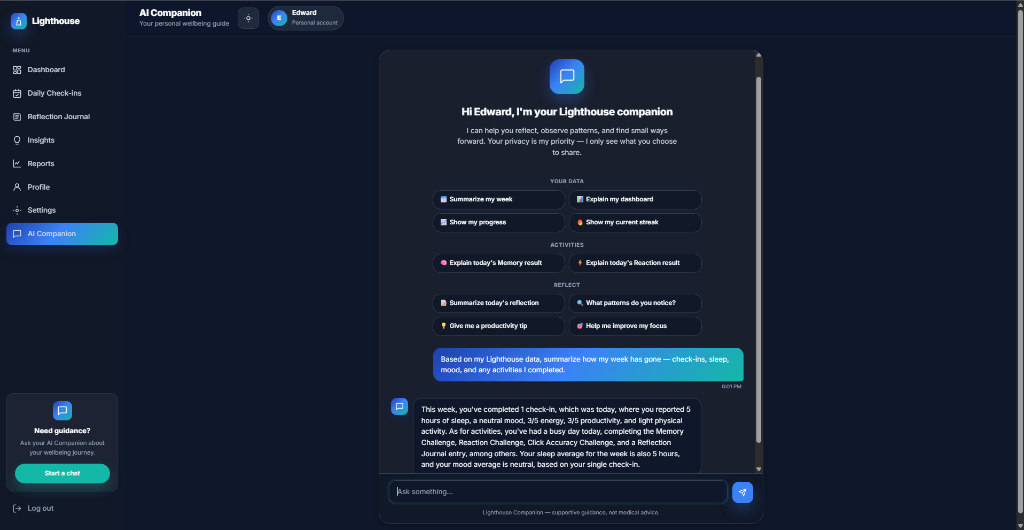 Lighthouse
MENU
Dashboard
Daily Check-ins
Reflection Journal
Insights
Reports
Profile
Settings
AI Companion
Need guidance?
Ask your AI Companion about
your wellbeing journey.
Start a chat
Log out
AI Companion
Your personal wellbeing guide
E
Edward
Personal account
Hi Edward, I'm your Lighthouse companion
I can help you reflect, observe patterns, and find small ways
forward. Your privacy is my priority — I only see what you choose
to share.
YOUR DATA
Summarize my week
Explain my dashboard
Show my progress
Show my current streak
ACTIVITIES
Explain today's Memory result
Explain today's Reaction result
REFLECT
Summarize today's reflection
What patterns do you notice?
Give me a productivity tip
Help me improve my focus
Based on my Lighthouse data, summarize how my week has gone — check-ins, sleep,
mood, and any activities I completed.
6:01 PM
This week, you've completed 1 check-in, which was today, where you reported 5
hours of sleep, a neutral mood, 3/5 energy, 3/5 productivity, and light physical
activity. As for activities, you've had a busy day today, completing the Memory
Challenge, Reaction Challenge, Click Accuracy Challenge, and a Reflection
Journal entry, among others. Your sleep average for the week is also 5 hours,
and your mood average is neutral, based on your single check-in.
Ask something...
Lighthouse Companion — supportive guidance, not medical advice.